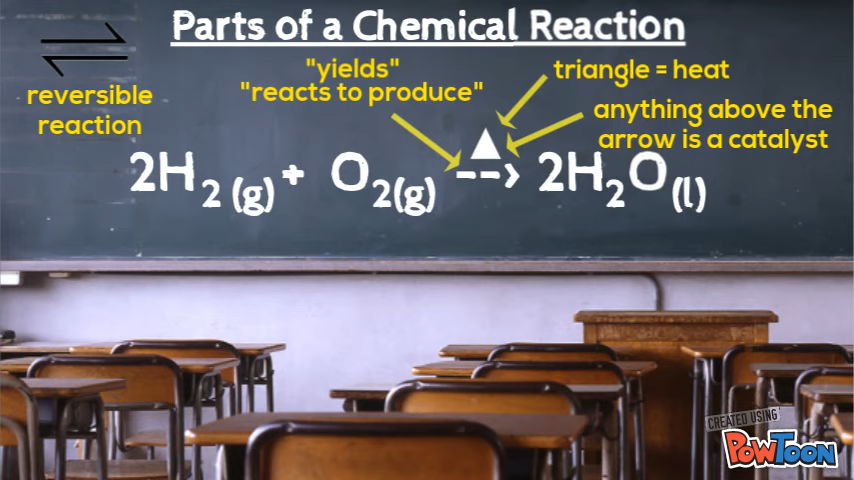 Parts of a Chemical Reaction
"yields"
"reacts to produce"
triangle = heat
reversible
reaction
anything above the
arrow is a catalyst
2H₂(g) + O₂(g) --> 2H₂O(l)
CREATED USING
POWTOON